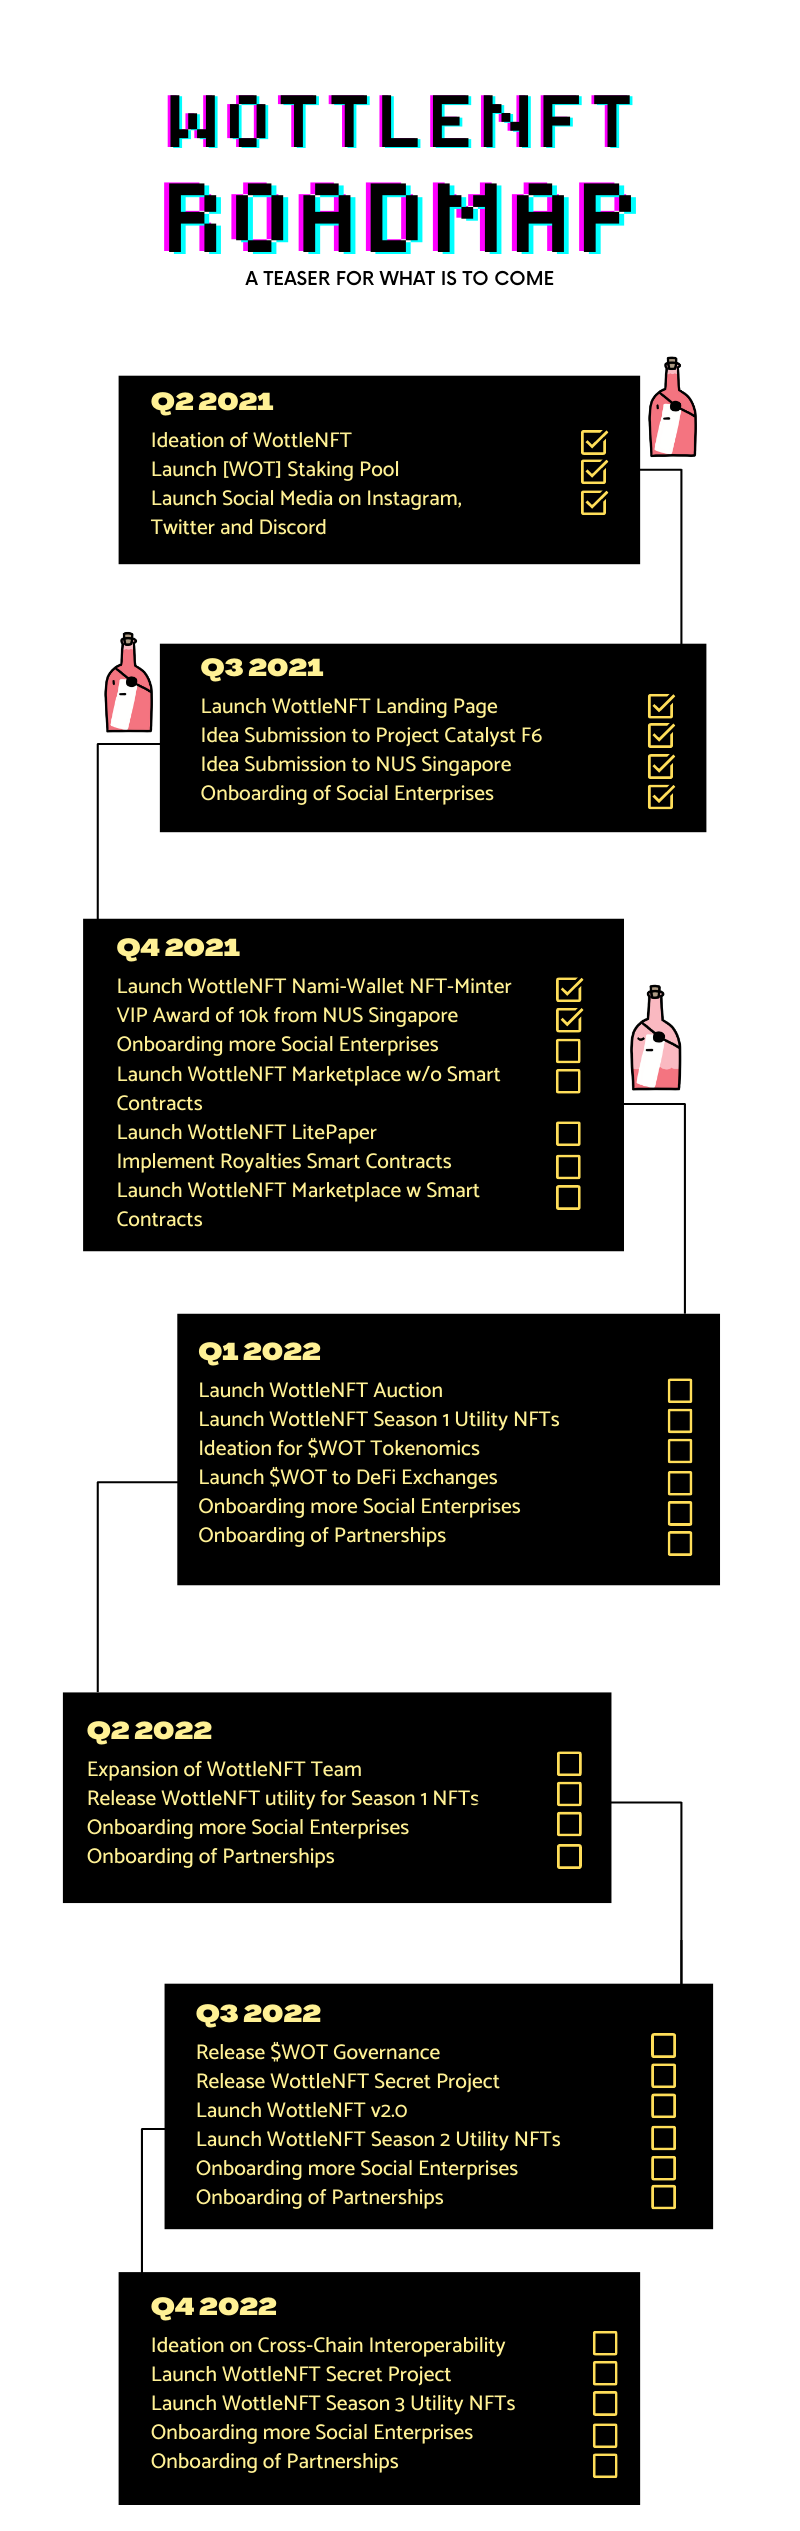 WOTTLENFT
ROADMAP
A TEASER FOR WHAT IS TO COME
Q2 2021
Ideation of WottleNFT
Launch [WOT] Staking Pool
Launch Social Media on Instagram,
Twitter and Discord
Q3 2021
Launch WottleNFT Landing Page
Idea Submission to Project Catalyst F6
Idea Submission to NUS Singapore
Onboarding of Social Enterprises
Q4 2021
Launch WottleNFT Nami-Wallet NFT-Minter
VIP Award of 10k from NUS Singapore
Onboarding more Social Enterprises
Launch WottleNFT Marketplace w/o Smart
Contracts
Launch WottleNFT LitePaper
Implement Royalties Smart Contracts
Launch WottleNFT Marketplace w Smart
Contracts
Q1 2022
Launch WottleNFT Auction
Launch WottleNFT Season 1 Utility NFTs
Ideation for $WOT Tokenomics
Launch $WOT to DeFi Exchanges
Onboarding more Social Enterprises
Onboarding of Partnerships
Q2 2022
Expansion of WottleNFT Team
Release WottleNFT utility for Season 1 NFTs
Onboarding more Social Enterprises
Onboarding of Partnerships
Q3 2022
Release $WOT Governance
Release WottleNFT Secret Project
Launch WottleNFT v2.0
Launch WottleNFT Season 2 Utility NFTs
Onboarding more Social Enterprises
Onboarding of Partnerships
Q4 2022
Ideation on Cross-Chain Interoperability
Launch WottleNFT Secret Project
Launch WottleNFT Season 3 Utility NFTs
Onboarding more Social Enterprises
Onboarding of Partnerships